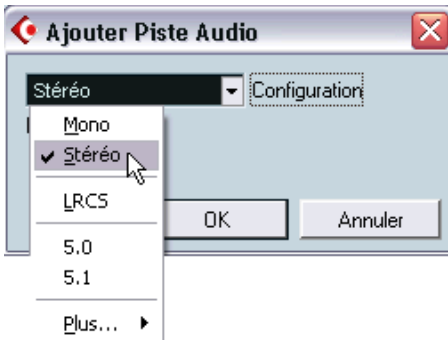 Ajouter Piste Audio
Stéréo Configuration
Mono
Stéréo
LRCS
OK Annuler
5.0
5.1
Plus...